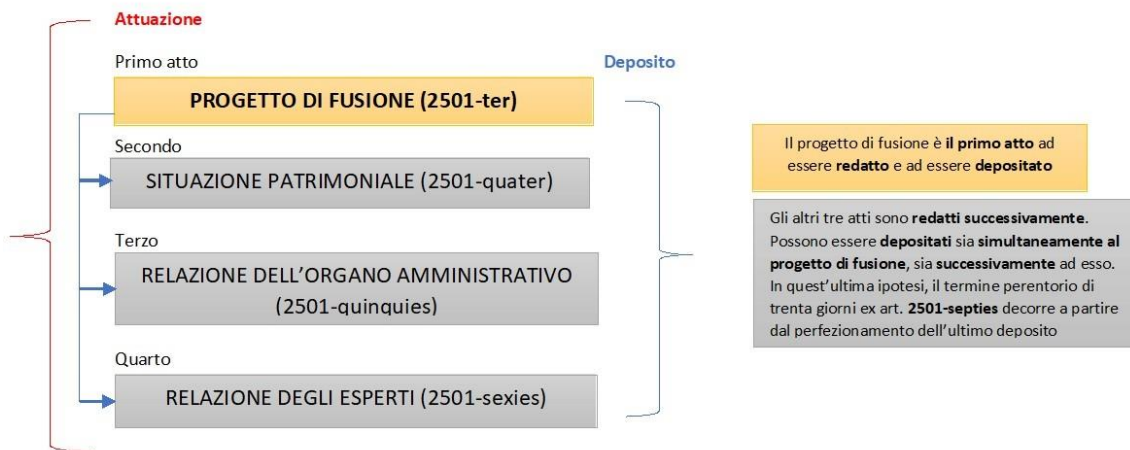 Attuazione
Primo atto
Deposito
PROGETTO DI FUSIONE (2501-ter)
Secondo
SITUAZIONE PATRIMONIALE (2501-quater)
Terzo
RELAZIONE DELL’ORGANO AMMINISTRATIVO
(2501-quinquies)
Quarto
RELAZIONE DEGLI ESPERTI (2501-sexies)
Il progetto di fusione è il primo atto ad
essere redatto e ad essere depositato
Gli altri tre atti sono redatti successivamente.
Possono essere depositati sia simultaneamente al
progetto di fusione, sia successivamente ad esso.
In quest’ultima ipotesi, il termine perentorio di
trenta giorni ex art. 2501-septies decorre a partire
dal perfezionamento dell’ultimo deposito